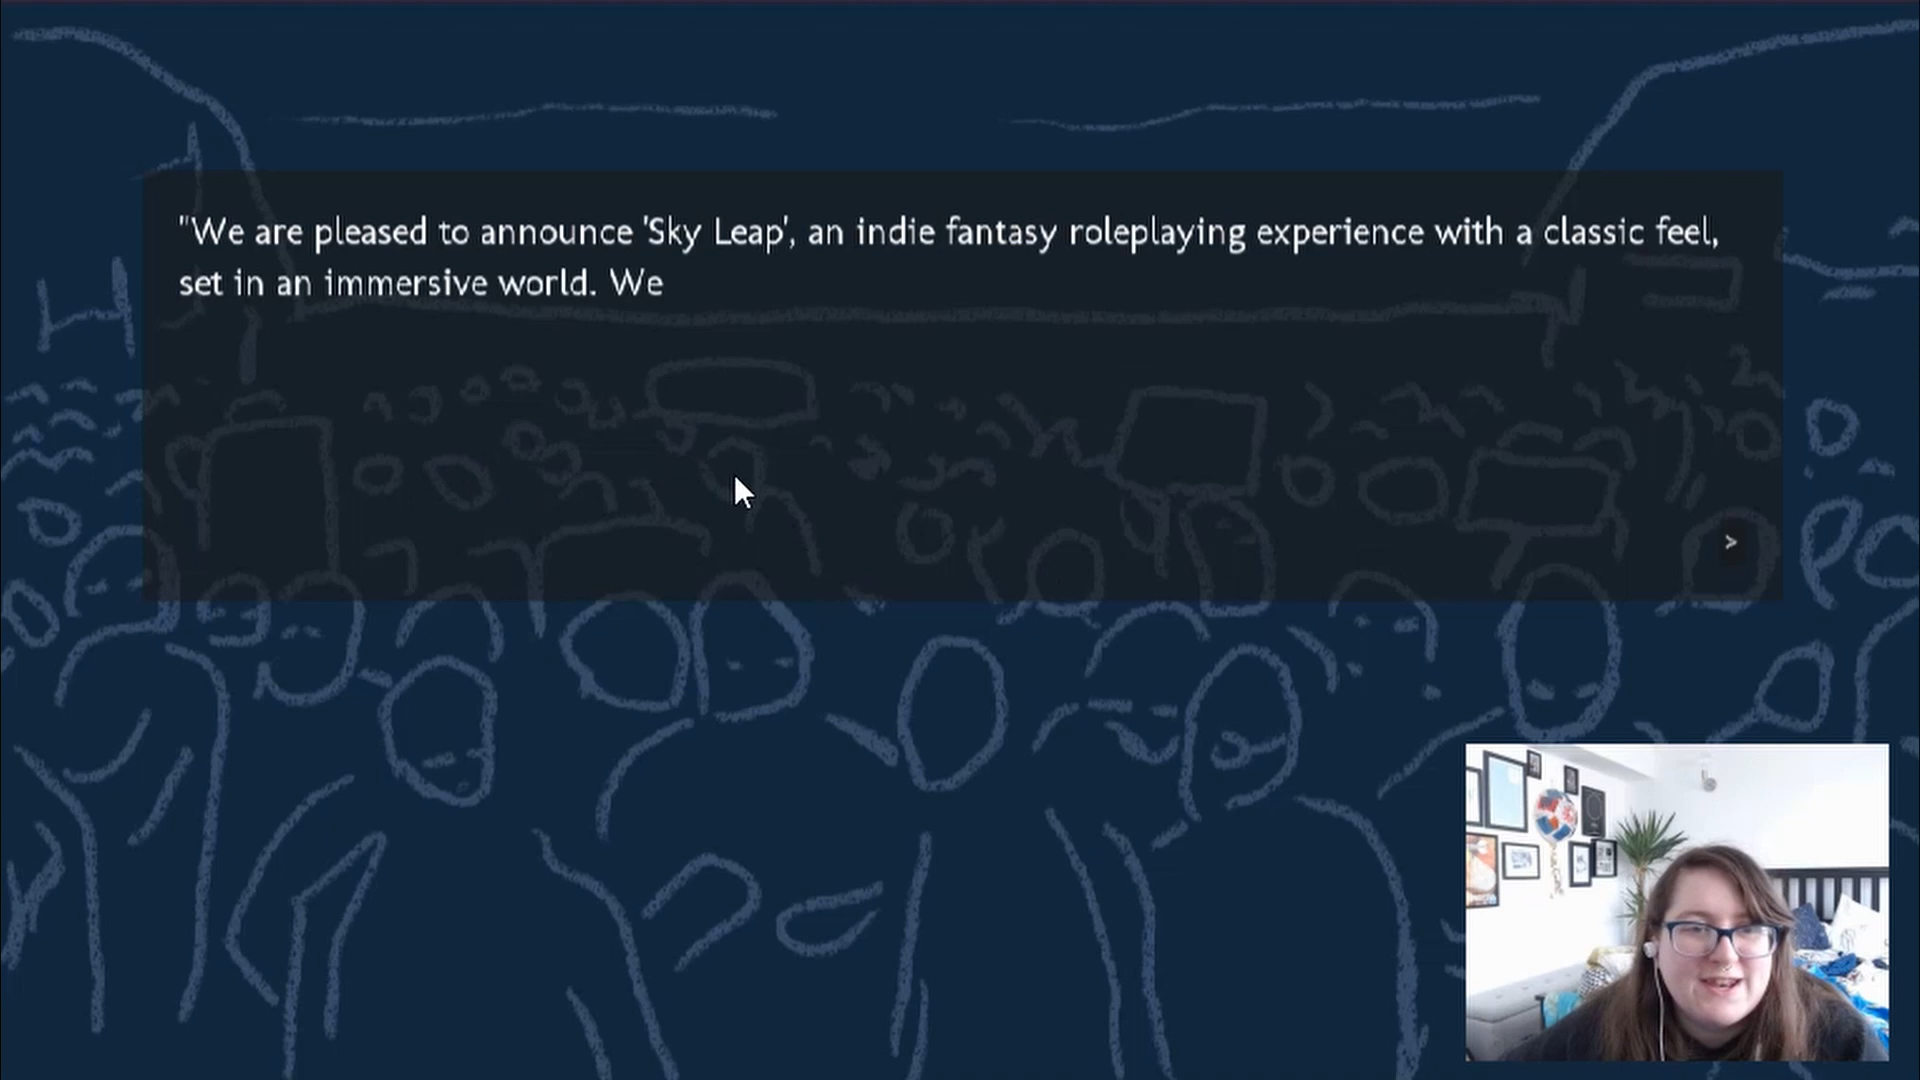 "We are pleased to announce 'Sky Leap', an indie fantasy roleplaying experience with a classic feel,
set in an immersive world. We
>